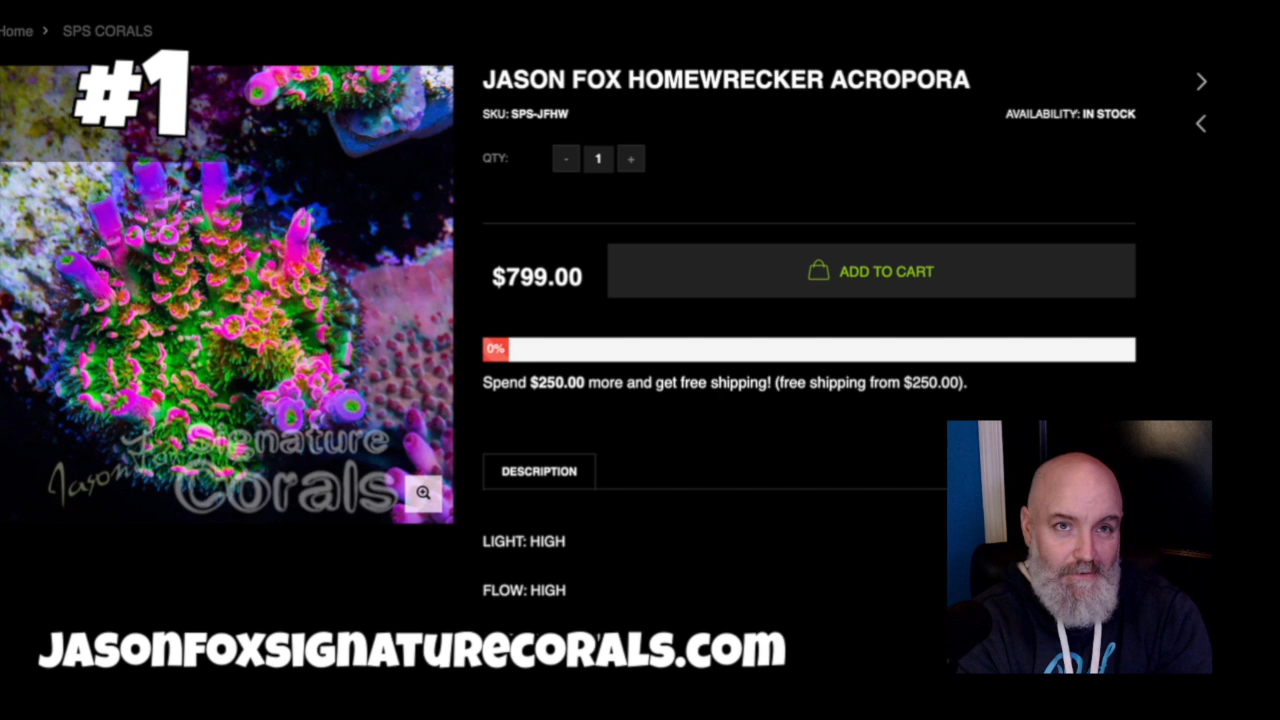 Home > SPS CORALS
#1
JASON FOX HOMEWRECKER ACROPORA
SKU: SPS-JFHW
AVAILABILITY: IN STOCK
QTY:
- 1 +
$799.00
ADD TO CART
0%
Spend $250.00 more and get free shipping! (free shipping from $250.00).
Jason Fox Signature
Corals
DESCRIPTION
LIGHT: HIGH
FLOW: HIGH
JASONFOXSIGNATURECORALS.COM